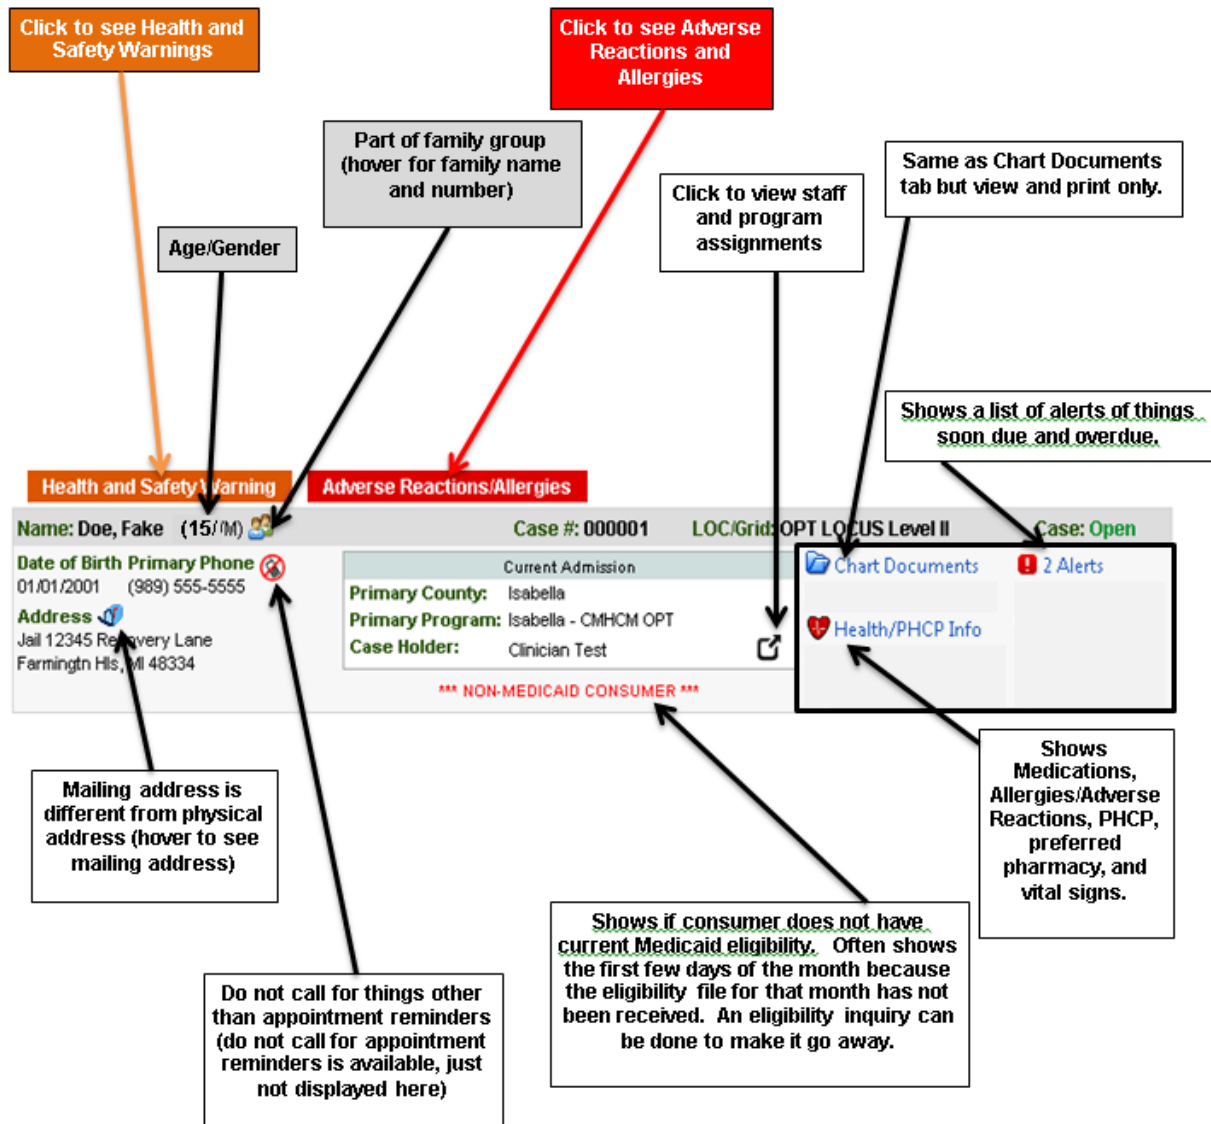 Click to see Health and
Safety Warnings
Click to see Adverse
Reactions and
Allergies
Part of family group
(hover for family name
and number)
Same as Chart Documents
tab but view and print only.
Click to view staff
and program
assignments
Age/Gender
Shows a list of alerts of things
soon due and overdue.
Health and Safety Warning
Adverse Reactions/Allergies
Name: Doe, Fake (15/M) Case #: 000001 LOC/Grid: OPT LOCUS Level II Case: Open
Date of Birth Primary Phone
01/01/2001 (989) 555-5555
Address
Jail 12345 Recovery Lane
Farmingtn Hls, MI 48334
Current Admission
Primary County: Isabella
Primary Program: Isabella - CMHCM OPT
Case Holder: Clinician Test
*** NON-MEDICAID CONSUMER ***
Chart Documents
2 Alerts
Health/PHCP Info
Mailing address is
different from physical
address (hover to see
mailing address)
Shows
Medications,
Allergies/Adverse
Reactions, PHCP,
preferred
pharmacy, and
vital signs.
Shows if consumer does not have
current Medicaid eligibility. Often shows
the first few days of the month because
the eligibility file for that month has not
been received. An eligibility inquiry can
be done to make it go away.
Do not call for things other
than appointment reminders
(do not call for appointment
reminders is available, just
not displayed here)